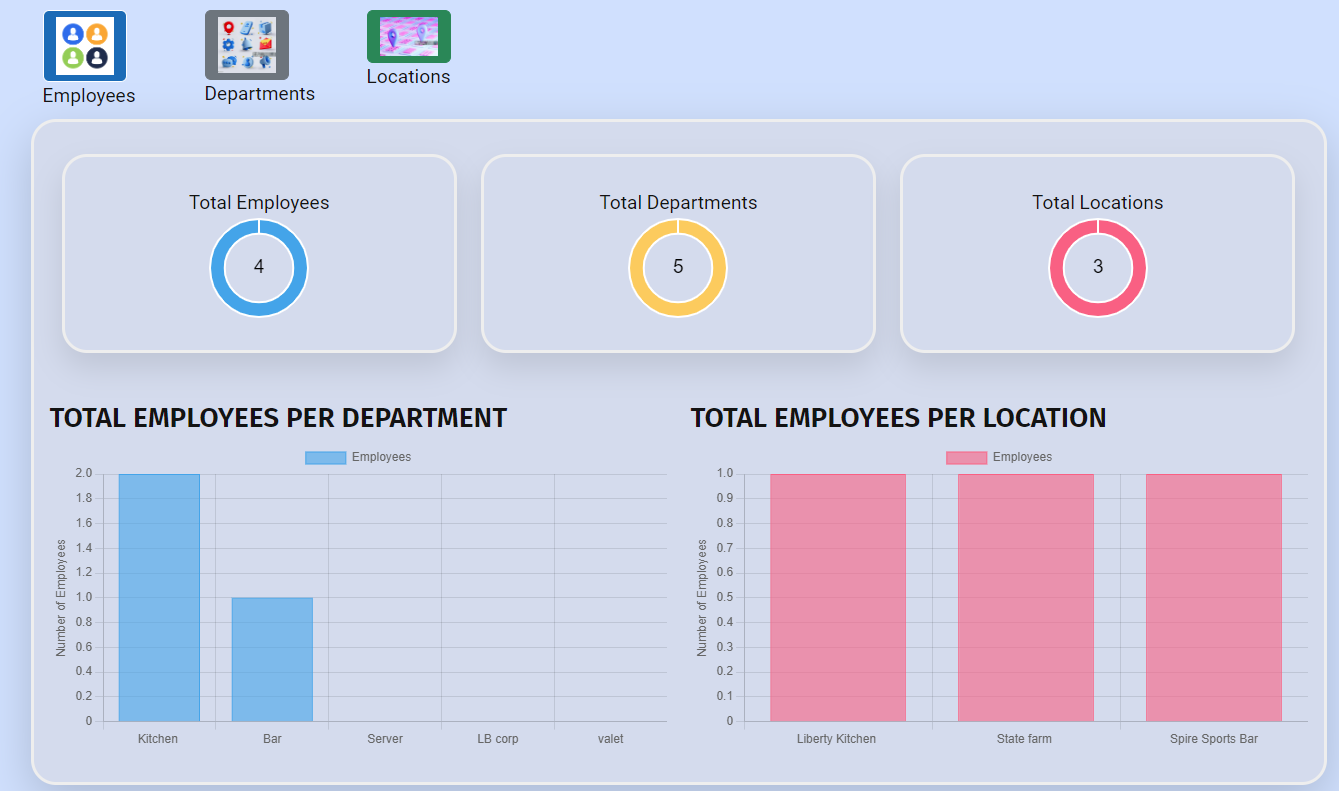 Employees
Departments
Locations
Total Employees
4
Total Departments
5
Total Locations
3
TOTAL EMPLOYEES PER DEPARTMENT
Employees
Number of Employees
2.0
1.8
1.6
1.4
1.2
1.0
0.8
0.6
0.4
0.2
0
Kitchen
Bar
Server
LB corp
valet
TOTAL EMPLOYEES PER LOCATION
Employees
Number of Employees
1.0
0.9
0.8
0.7
0.6
0.5
0.4
0.3
0.2
0.1
0
Liberty Kitchen
State farm
Spire Sports Bar